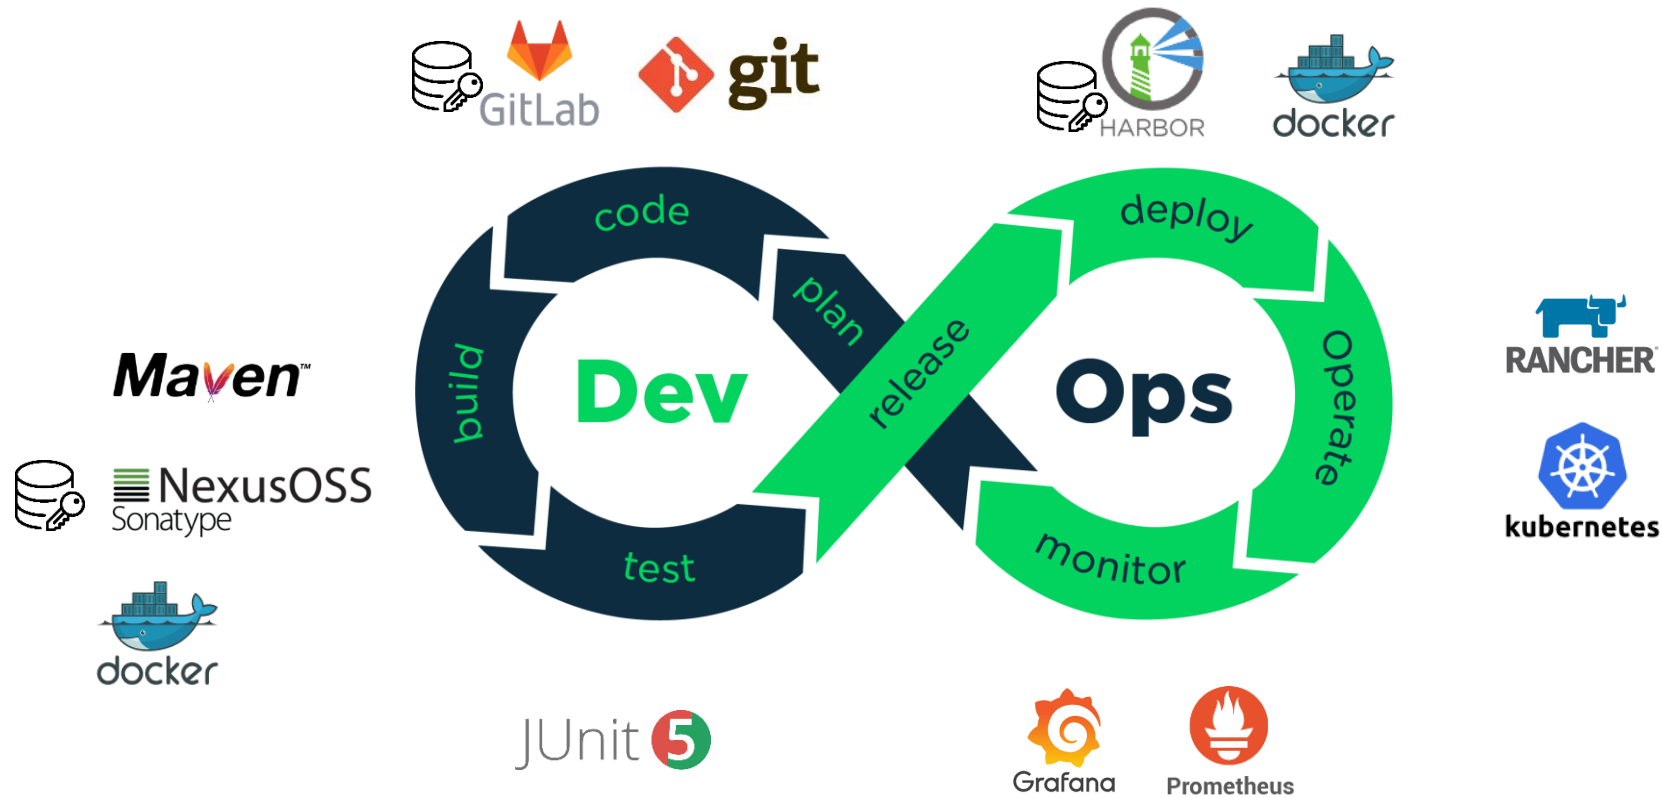 GitLab
git
HARBOR
docker
code
deploy
plan
release
Operate
build
Dev
Ops
test
monitor
Maven™
NexusOSS
Sonatype
docker
RANCHER®
kubernetes
JUnit 5
Grafana
Prometheus